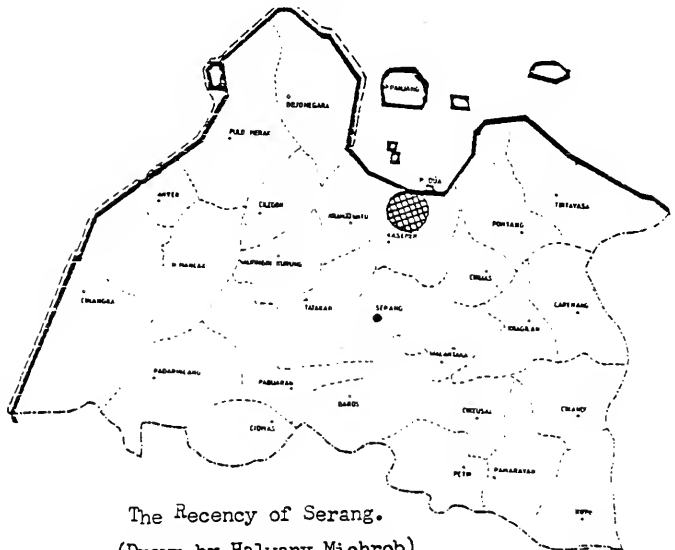 PANJANG
BOJONEGARA
PULO MERAK
P DUA
ANYER
CILEGON
KRAMATWATU
KASEMEN
PONTANG
TIRTAYASA
MANCAK
WARINGIN KURUNG
CIRUAS
CINANGKA
TAKTAKAN
SERANG
CARENANG
KRAGILAN
WALANTAKA
PADARINCANG
PABUARAN
BAROS
CIOMAS
CIKEUSAL
CIKANDE
PETIR
PAMARAYAN
KOPO
The Recency of Serang.
(Drawn by Halwany Michrob)